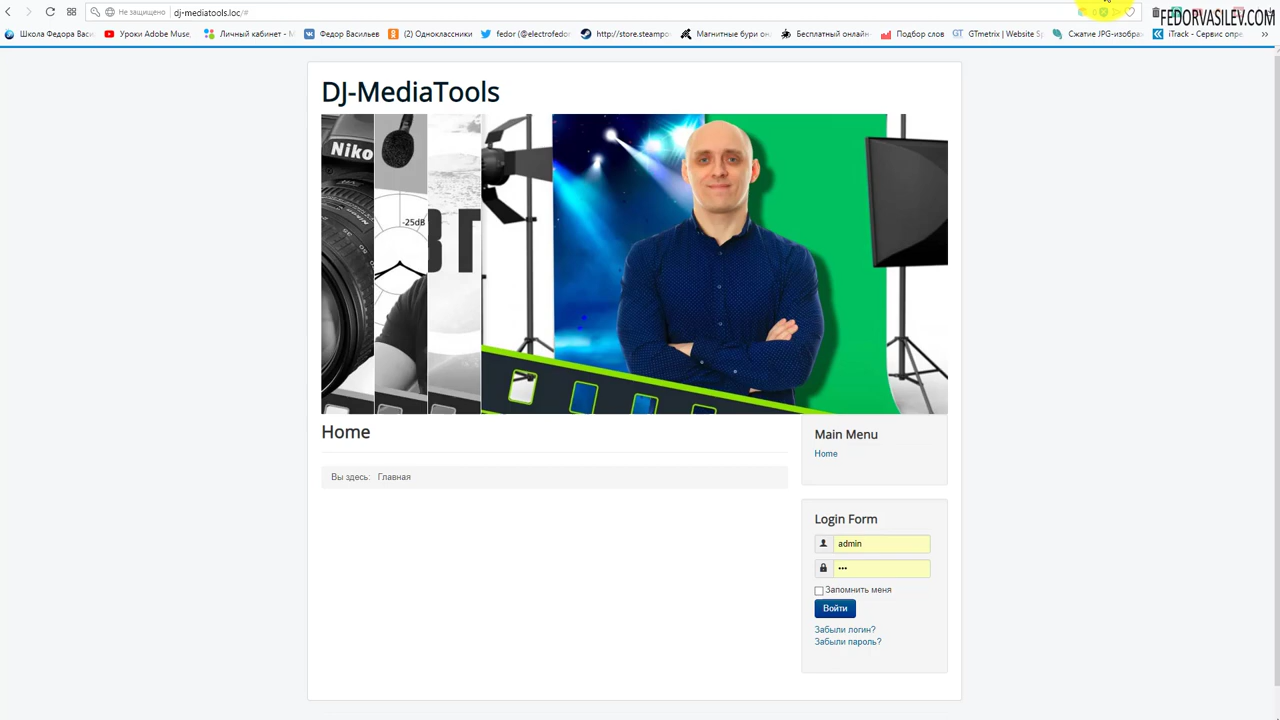 Не защищено dj-mediatools.loc/#
FEDORVASILEV.COM
Школа Федора Васи. Уроки Adobe Muse, Личный кабинет - М Федор Васильев (2) Одноклассники fedor (@electrofedor http://store.steampo Магнитные бури он Бесплатный онлайн- Подбор слов GTmetrix | Website S Сжатие JPG-изображ iTrack - Сервис опре. »
DJ-MediaTools
Niko
-25dB
Home
Вы здесь: Главная
Main Menu
Home
Login Form
admin
•••
Запомнить меня
Войти
Забыли логин?
Забыли пароль?